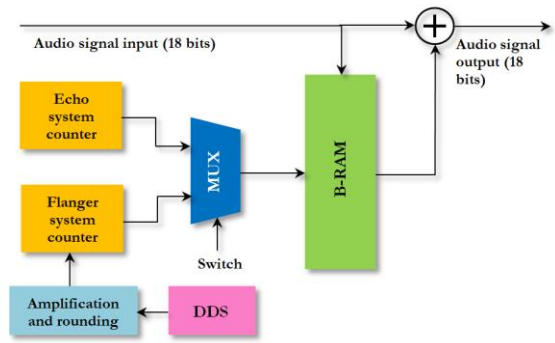 Audio signal input (18 bits)
Audio signal
output (18
bits)
Echo
system
counter
MUX
B-RAM
Flanger
system
counter
Switch
Amplification
and rounding
DDS